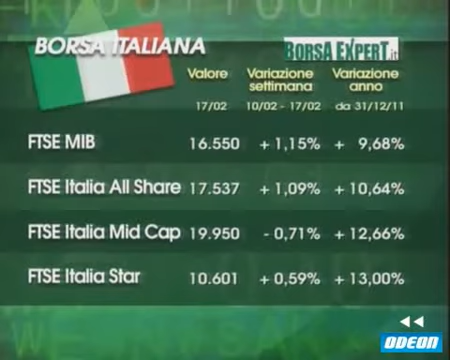 BORSA ITALIANA
BORSA EXPERT.it
Valore Variazione settimana Variazione anno
17/02 10/02 - 17/02 da 31/12/11
FTSE MIB 16.550 + 1,15% + 9,68%
FTSE Italia All Share 17.537 + 1,09% + 10,64%
FTSE Italia Mid Cap 19.950 - 0,71% + 12,66%
FTSE Italia Star 10.601 + 0,59% + 13,00%
ODEON